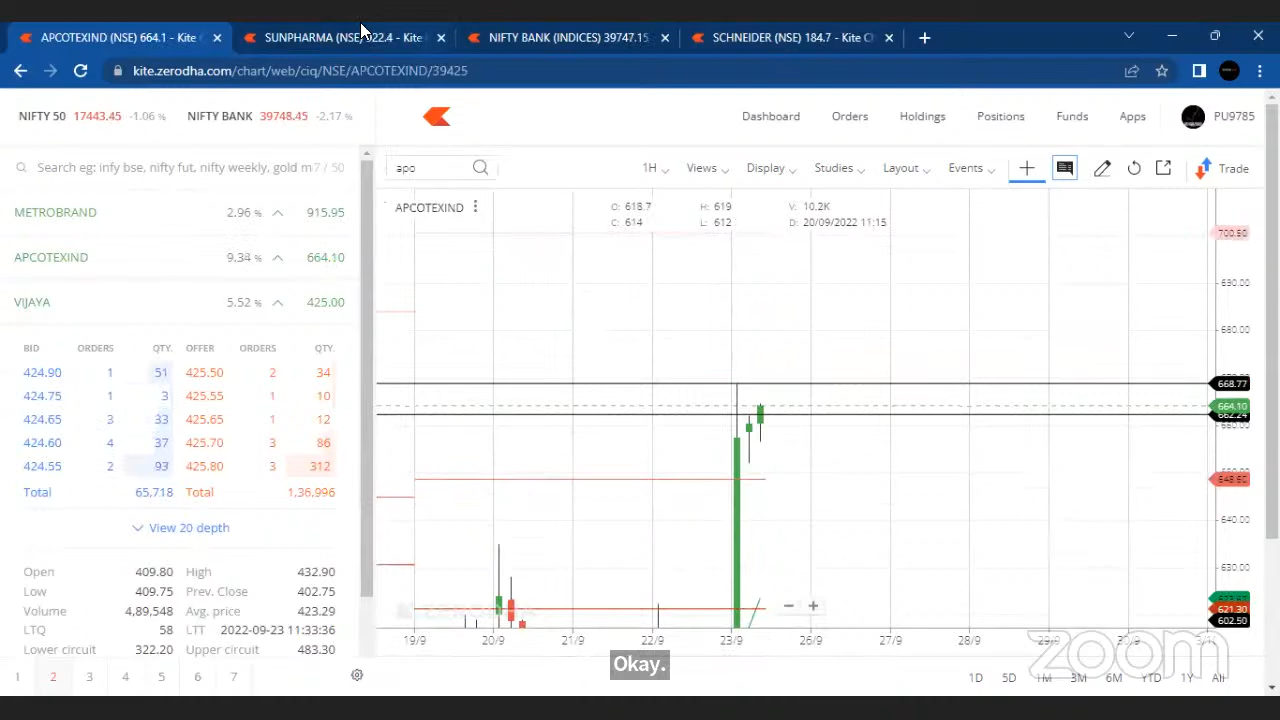 APCOTEXIND (NSE) 664.1 - Kite
SUNPHARMA (NSE) 922.4 - Kite
NIFTY BANK (INDICES) 39747.15
SCHNEIDER (NSE) 184.7 - Kite C
kite.zerodha.com/chart/web/ciq/NSE/APCOTEXIND/39425
NIFTY 50 17443.45 -1.06 % NIFTY BANK 39748.45 -2.17 %
Dashboard Orders Holdings Positions Funds Apps PU9785
Search eg: infy bse, nifty fut, nifty weekly, gold m 7 / 50
apo 1H Views Display Studies Layout Events Trade
METROBRAND 2.96 % 915.95
APCOTEXIND 9.34 % 664.10
VIJAYA 5.52 % 425.00
BID ORDERS QTY. OFFER ORDERS QTY.
424.90 1 51 425.50 2 34
424.75 1 3 425.55 1 10
424.65 3 33 425.65 1 12
424.60 4 37 425.70 3 86
424.55 2 93 425.80 3 312
Total 65,718 Total 1,36,996
View 20 depth
Open 409.80 High 432.90
Low 409.75 Prev. Close 402.75
Volume 4,89,548 Avg. price 423.29
LTQ 58 LTT 2022-09-23 11:33:36
Lower circuit 322.20 Upper circuit 483.30
1 2 3 4 5 6 7
APCOTEXIND
O: 618.7 H: 619 V: 10.2K
C: 614 L: 612 D: 20/09/2022 11:15
700.50
690.00
680.00
668.77
664.10
662.24
660.00
648.60
640.00
630.00
621.30
602.50
19/9 20/9 21/9 22/9 23/9 26/9 27/9 28/9 29/9
1D 5D 1M 3M 6M YTD 1Y All
zoom
Okay.